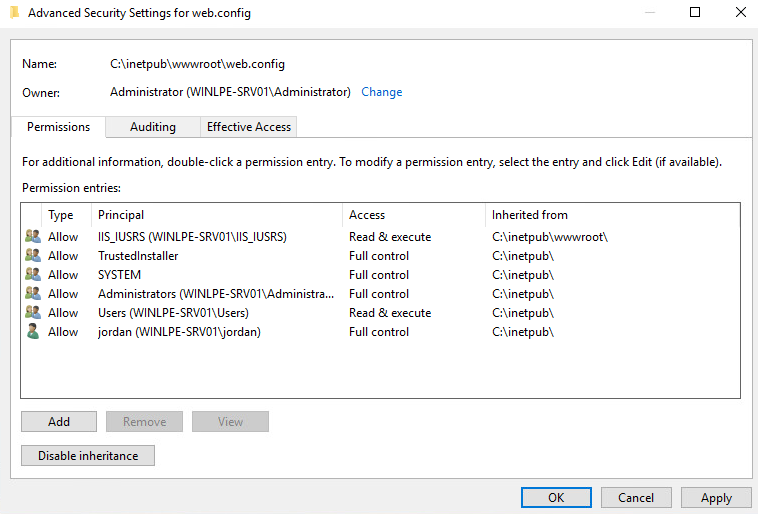 Advanced Security Settings for web.config
Name: C:\inetpub\wwwroot\web.config
Owner: Administrator (WINLPE-SRV01\Administrator) Change
Permissions Auditing Effective Access
For additional information, double-click a permission entry. To modify a permission entry, select the entry and click Edit (if available).
Permission entries:
Type Principal Access Inherited from
Allow IIS_IUSRS (WINLPE-SRV01\IIS_IUSRS) Read & execute C:\inetpub\wwwroot\
Allow TrustedInstaller Full control C:\inetpub\
Allow SYSTEM Full control C:\inetpub\
Allow Administrators (WINLPE-SRV01\Administra... Full control C:\inetpub\
Allow Users (WINLPE-SRV01\Users) Read & execute C:\inetpub\
Allow jordan (WINLPE-SRV01\jordan) Full control C:\inetpub\
Add Remove View
Disable inheritance
OK Cancel Apply